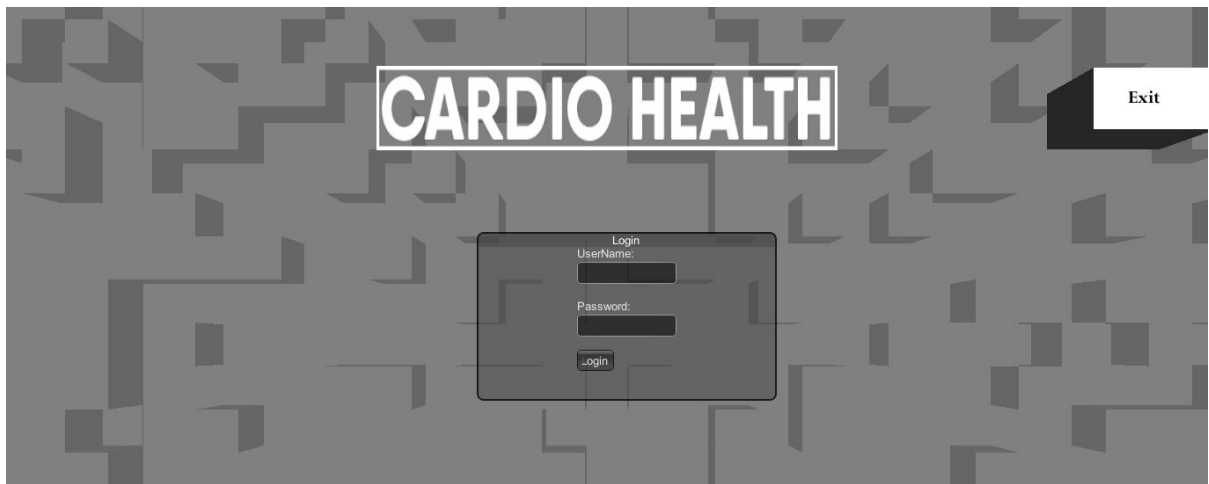 CARDIO HEALTH
Exit
Login
UserName:
Password:
Login